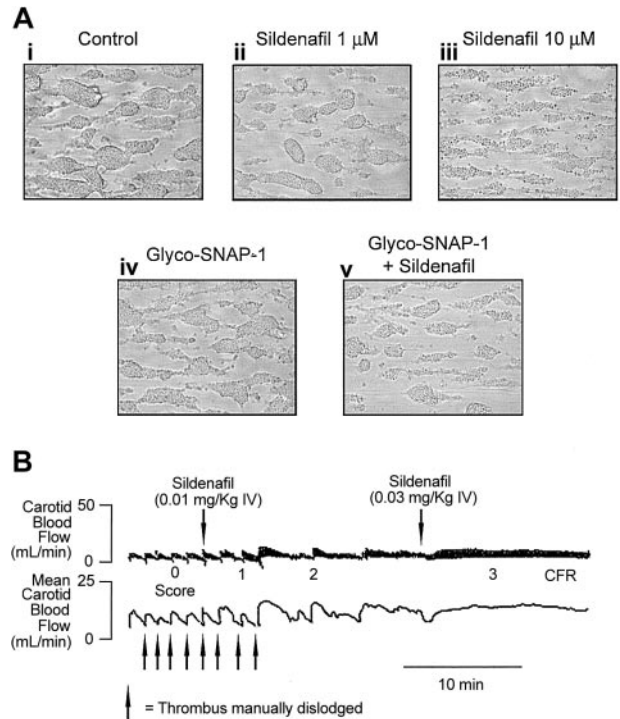 A
Control
Sildenafil 1 µM
Sildenafil 10 µM
i
ii
iii
Glyco-SNAP-1
Glyco-SNAP-1
+ Sildenafil
iv
v
B
Sildenafil
(0.01 mg/Kg IV)
Sildenafil
(0.03 mg/Kg IV)
Carotid
Blood
Flow
(mL/min)
50
0
0
1
2
3
CFR
Score
Mean
Carotid
Blood
Flow
(mL/min)
25
0
10 min
= Thrombus manually dislodged